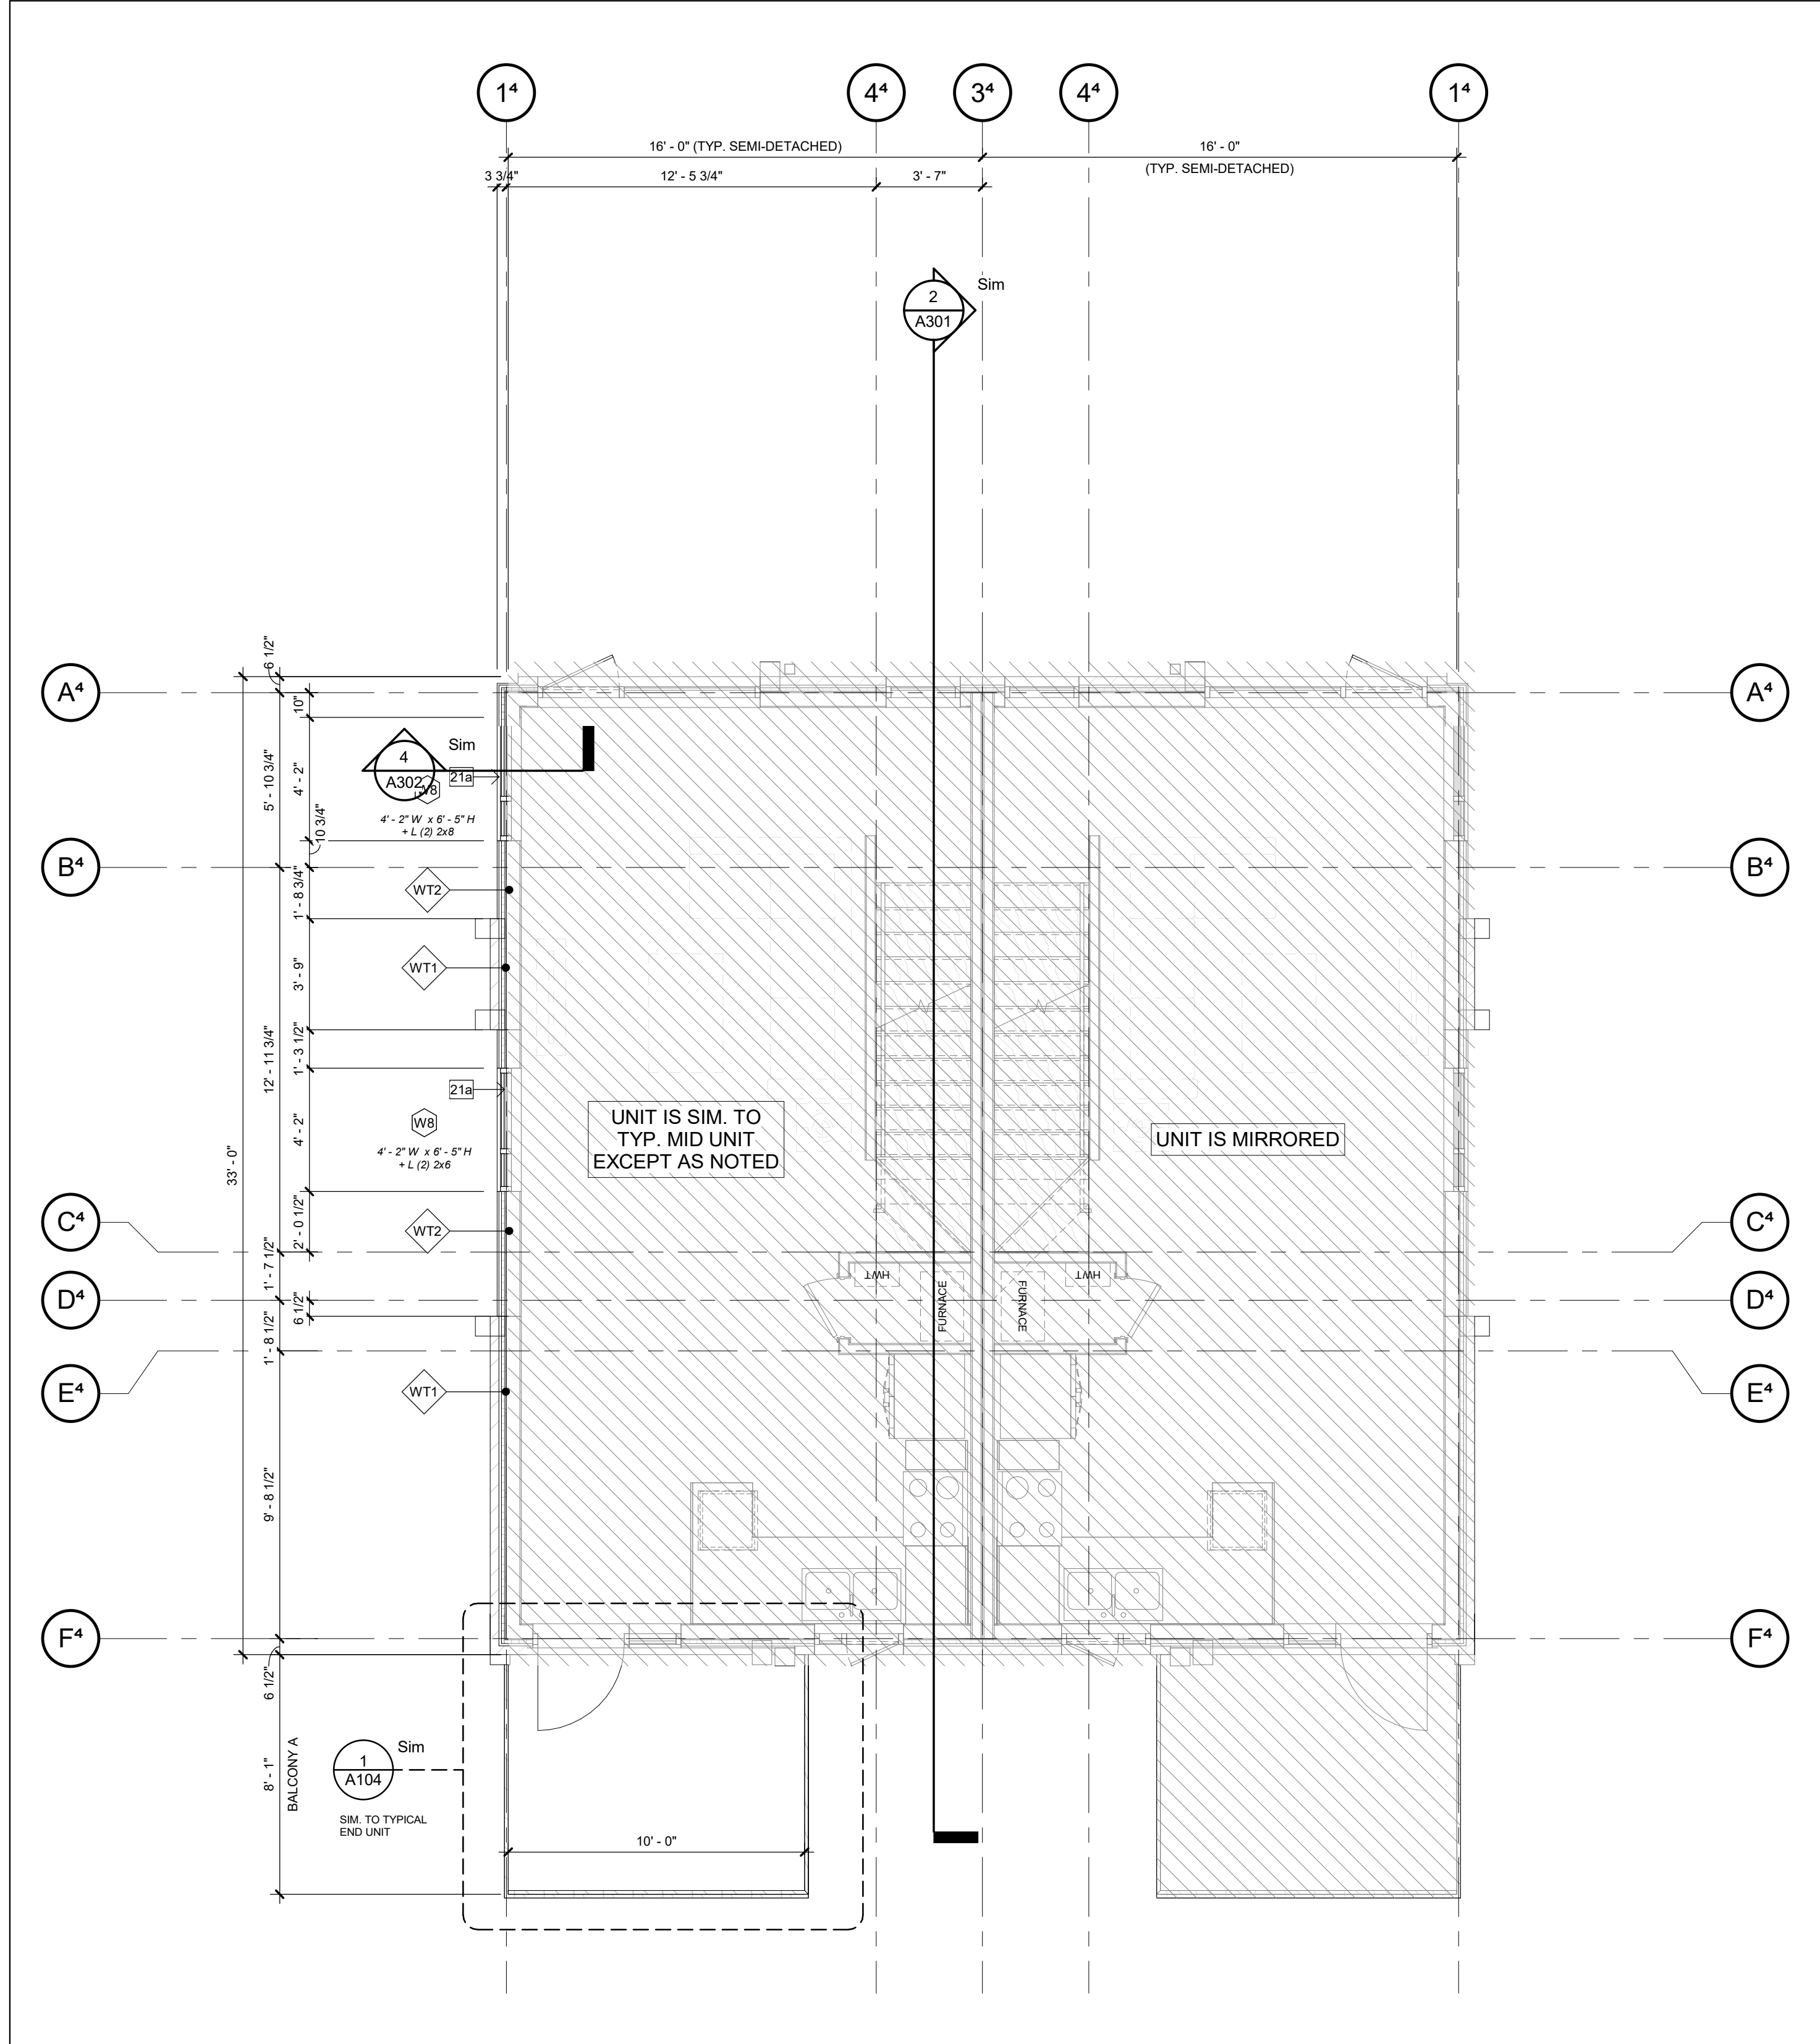 1⁴ 4⁴ 3⁴ 4⁴ 1⁴
16' - 0" (TYP. SEMI-DETACHED)
16' - 0"
(TYP. SEMI-DETACHED)
3 3/4"
12' - 5 3/4"
3' - 7"
2
A301
Sim
6 1/2"
A⁴
A⁴
10"
5' - 10 3/4"
4' - 2"
4
A302
Sim
21a
W8
4' - 2" W x 6' - 5" H
+ L (2) 2x8
10 3/4"
B⁴
B⁴
1' - 8 3/4"
WT2
3' - 9"
WT1
12' - 11 3/4"
1' - 3 1/2"
21a
4' - 2"
W8
4' - 2" W x 6' - 5" H
+ L (2) 2x6
33' - 0"
UNIT IS SIM. TO
TYP. MID UNIT
EXCEPT AS NOTED
UNIT IS MIRRORED
C⁴
C⁴
2' - 0 1/2"
WT2
1' - 7 1/2"
HWT
HWT
FURNACE
FURNACE
D⁴
D⁴
6 1/2"
1' - 8 1/2"
E⁴
E⁴
WT1
9' - 8 1/2"
F⁴
F⁴
6 1/2"
8' - 1"
BALCONY A
1
A104
Sim
SIM. TO TYPICAL
END UNIT
10' - 0"